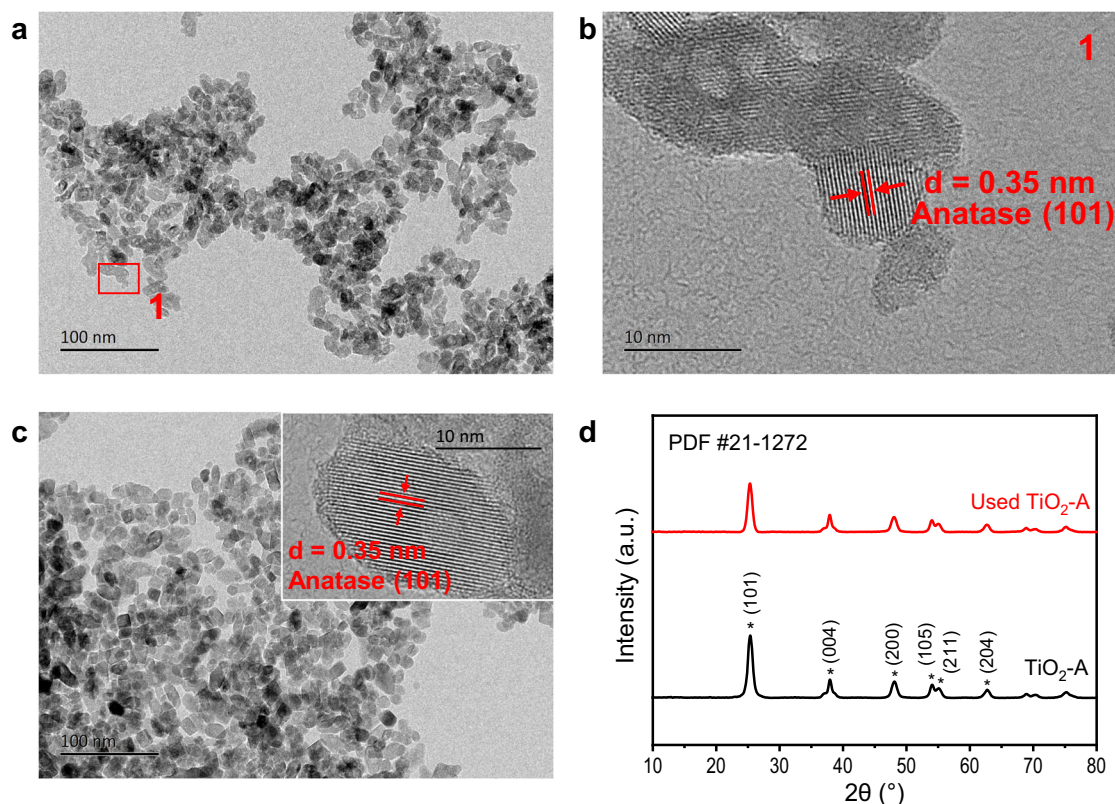 a
1
100 nm
b
1
d = 0.35 nm
Anatase (101)
10 nm
c
10 nm
d = 0.35 nm
Anatase (101)
100 nm
d
PDF #21-1272
Used TiO₂-A
* (101)
* (004)
* (200)
* (105)
* (211)
* (204)
TiO₂-A
Intensity (a.u.)
10 20 30 40 50 60 70 80
2θ (°)